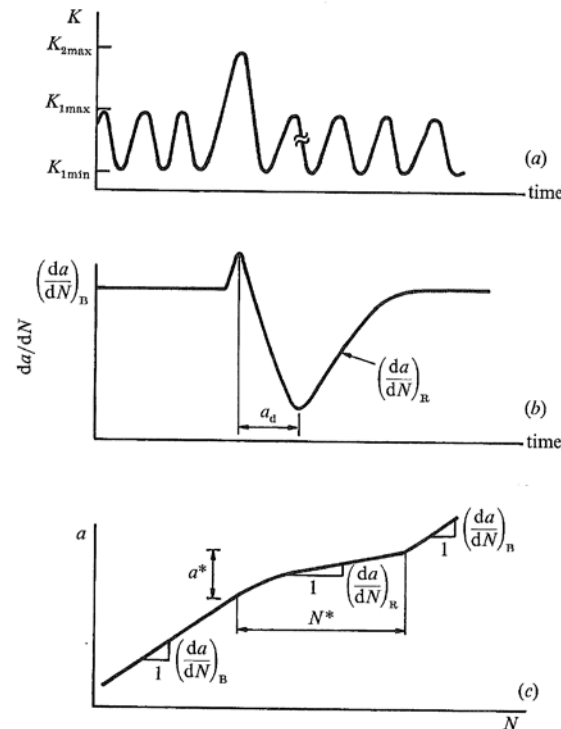 K
K2max
K1max
K1min
(a)
time
(da/dN)B
da/dN
(da/dN)R
ad
(b)
time
a
a*
1
(da/dN)B
1
(da/dN)R
N*
1
(da/dN)B
(c)
N